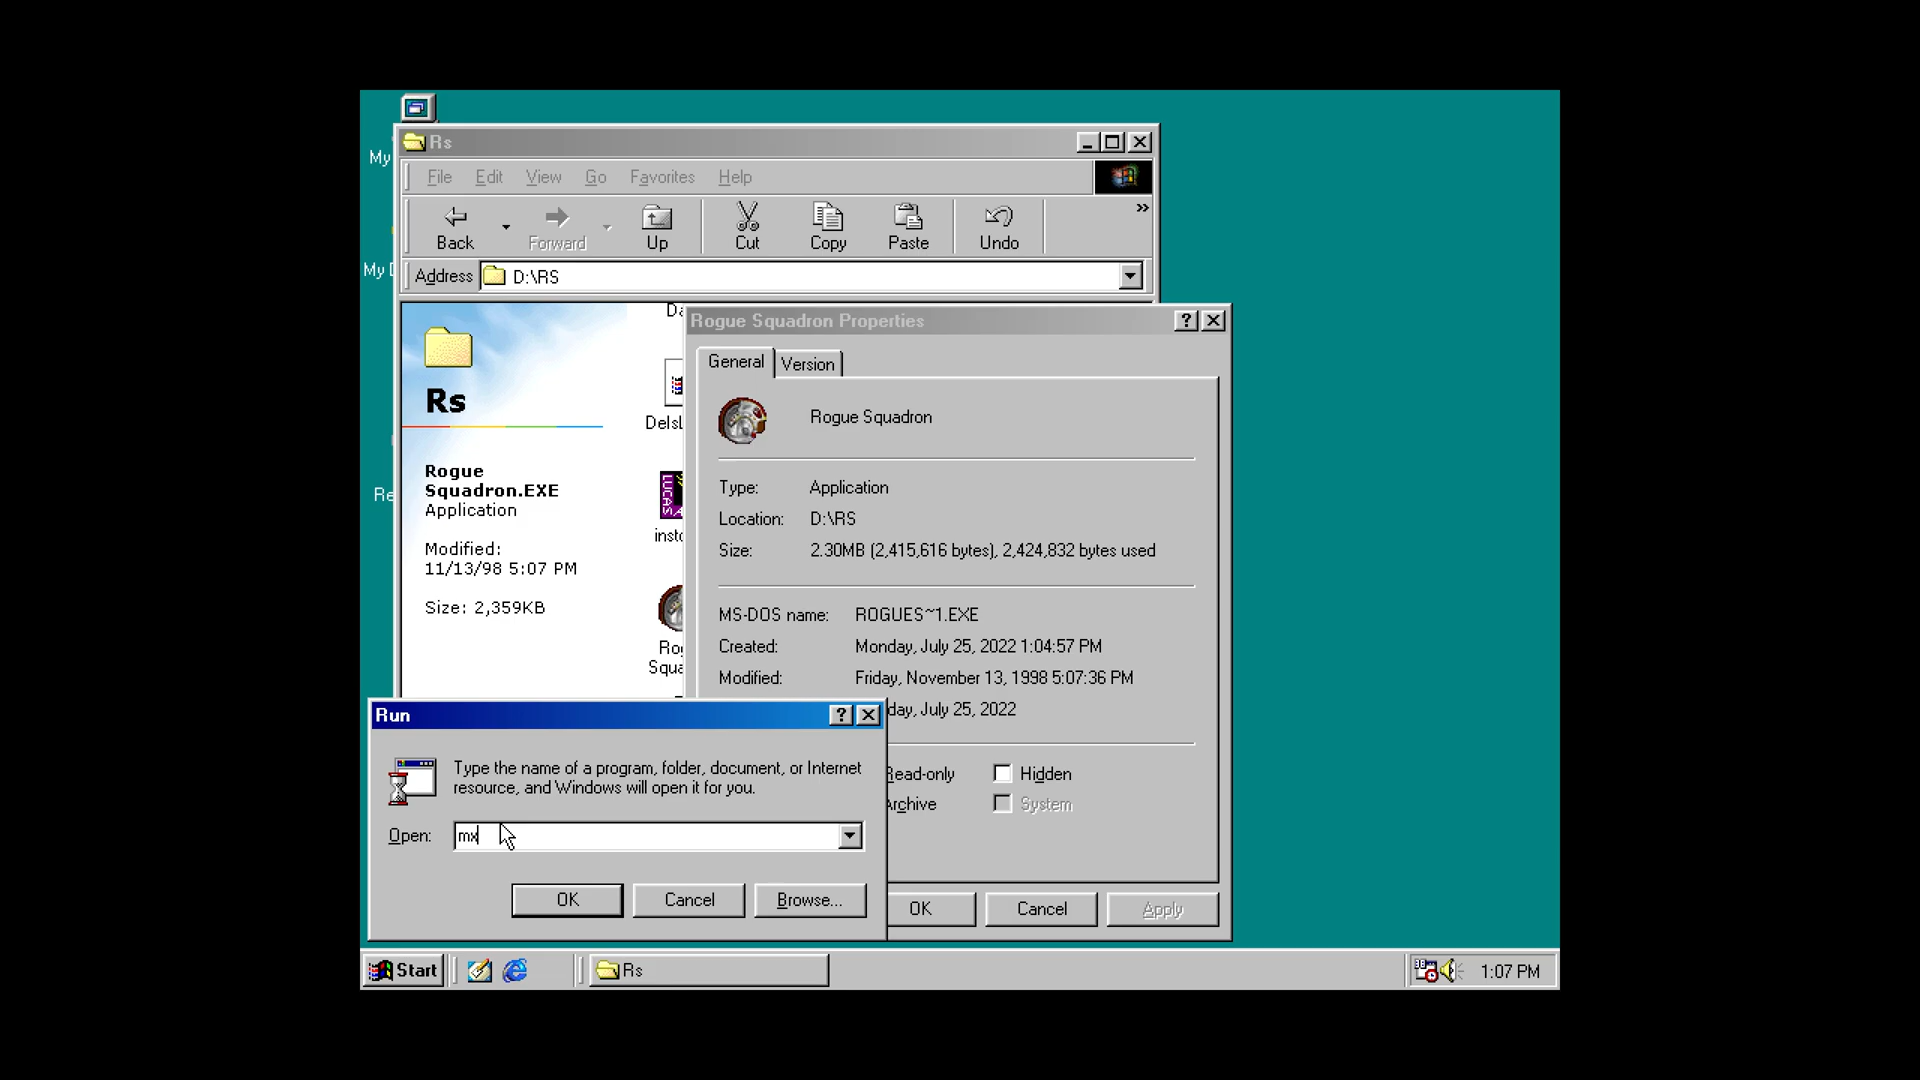 My
My D
Re
Rs
File Edit View Go Favorites Help
Back Forward Up Cut Copy Paste Undo »
Address D:\RS
Rs
Rogue
Squadron.EXE
Application
Modified:
11/13/98 5:07 PM
Size: 2,359KB
Da
Delsl
LUCAS
insta
Ro
Squa
Rogue Squadron Properties
General Version
Rogue Squadron
Type: Application
Location: D:\RS
Size: 2.30MB (2,415,616 bytes), 2,424,832 bytes used
MS-DOS name: ROGUES~1.EXE
Created: Monday, July 25, 2022 1:04:57 PM
Modified: Friday, November 13, 1998 5:07:36 PM
day, July 25, 2022
Read-only Hidden
Archive System
OK Cancel Apply
Run
Type the name of a program, folder, document, or Internet
resource, and Windows will open it for you.
Open: mx
OK Cancel Browse...
Start Rs 1:07 PM